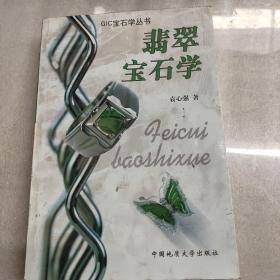 GIC宝石学丛书
翡翠
宝石学
袁心强 著
Feicui
baoshixue
中国地质大学出版社